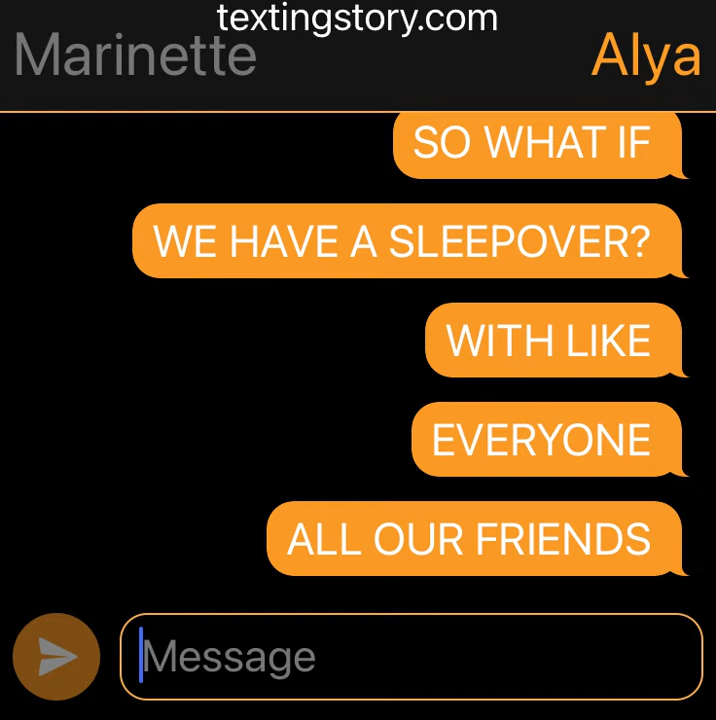 textingstory.com
Marinette Alya
SO WHAT IF
WE HAVE A SLEEPOVER?
WITH LIKE
EVERYONE
ALL OUR FRIENDS
Message